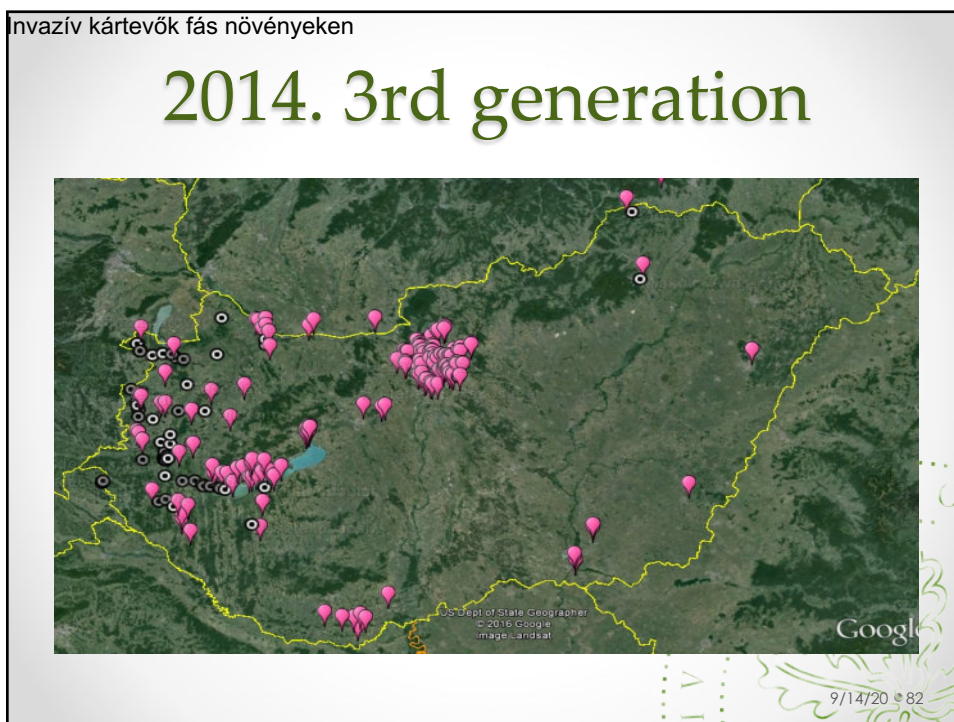 Invazív kártevők fás növényeken
2014. 3rd generation
US Dept of State Geographer
© 2016 Google
Image Landsat
Google
9/14/20 82